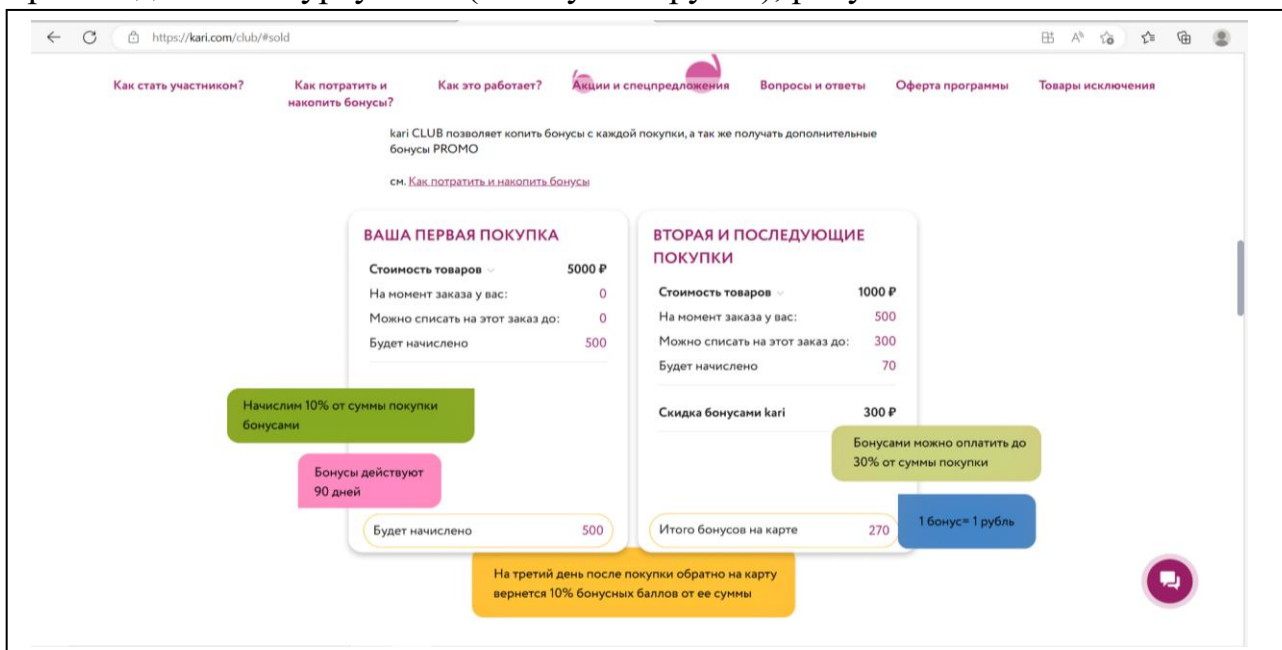 https://kari.com/club/#sold
Как стать участником?
Как потратить и
накопить бонусы?
Как это работает?
Акции и спецпредложения
Вопросы и ответы
Оферта программы
Товары исключения
kari CLUB позволяет копить бонусы с каждой покупки, а так же получать дополнительные
бонусы PROMO
см. Как потратить и накопить бонусы
ВАША ПЕРВАЯ ПОКУПКА
Стоимость товаров 5000 ₽
На момент заказа у вас: 0
Можно списать на этот заказ до: 0
Будет начислено 500
Начислим 10% от суммы покупки
бонусами
Бонусы действуют
90 дней
Будет начислено 500
ВТОРАЯ И ПОСЛЕДУЮЩИЕ
ПОКУПКИ
Стоимость товаров 1000 ₽
На момент заказа у вас: 500
Можно списать на этот заказ до: 300
Будет начислено 70
Скидка бонусами kari 300 ₽
Бонусами можно оплатить до
30% от суммы покупки
1 бонус= 1 рубль
Итого бонусов на карте 270
На третий день после покупки обратно на карту
вернется 10% бонусных баллов от ее суммы